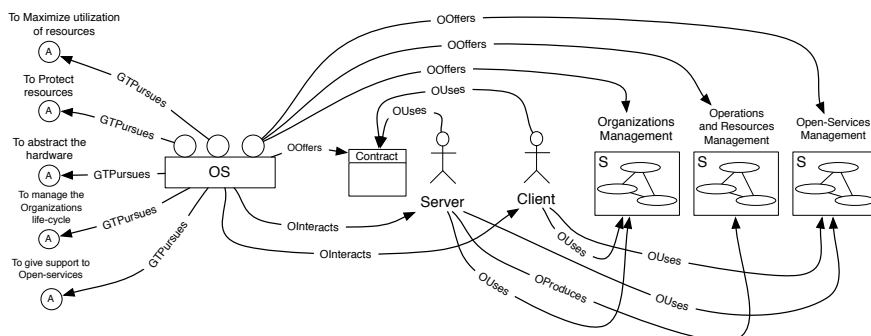 To Maximize utilization
of resources
A
GTPursues
To Protect
resources
A
GTPursues
To abstract the
hardware
A
GTPursues
To manage the
Organizations
life-cycle
A
GTPursues
To give support to
Open-services
A
GTPursues
OS
OOffers
OOffers
OOffers
OOffers
OUses
OUses
Contract
Server
Client
OInteracts
OInteracts
Organizations
Management
S
Operations
and Resources
Management
S
Open-Services
Management
S
OUses
OUses
OUses
OProduces
OUses